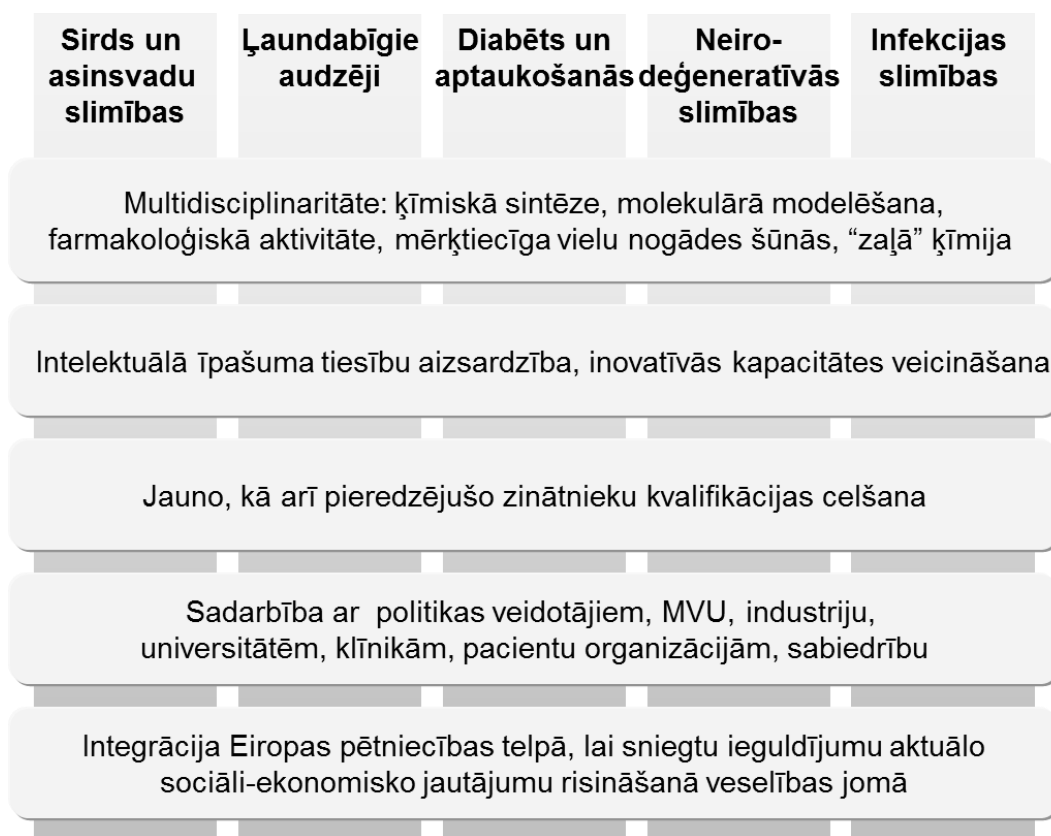 Sirds un
asinsvadu
slimības
Ļaundabīgie
audzēji
Diabēts un
aptaukošanās
Neiro-
deģeneratīvās
slimības
Infekcijas
slimības
Multidisciplinaritāte: ķīmiskā sintēze, molekulārā modelēšana,
farmakoloģiskā aktivitāte, mērķtiecīga vielu nogādes šūnās, “zaļā” ķīmija
Intelektuālā īpašuma tiesību aizsardzība, inovatīvās kapacitātes veicināšana
Jauno, kā arī pieredzējušo zinātnieku kvalifikācijas celšana
Sadarbība ar politikas veidotājiem, MVU, industriju,
universitātēm, klīnikām, pacientu organizācijām, sabiedrību
Integrācija Eiropas pētniecības telpā, lai sniegtu ieguldījumu aktuālo
sociāli-ekonomisko jautājumu risināšanā veselības jomā